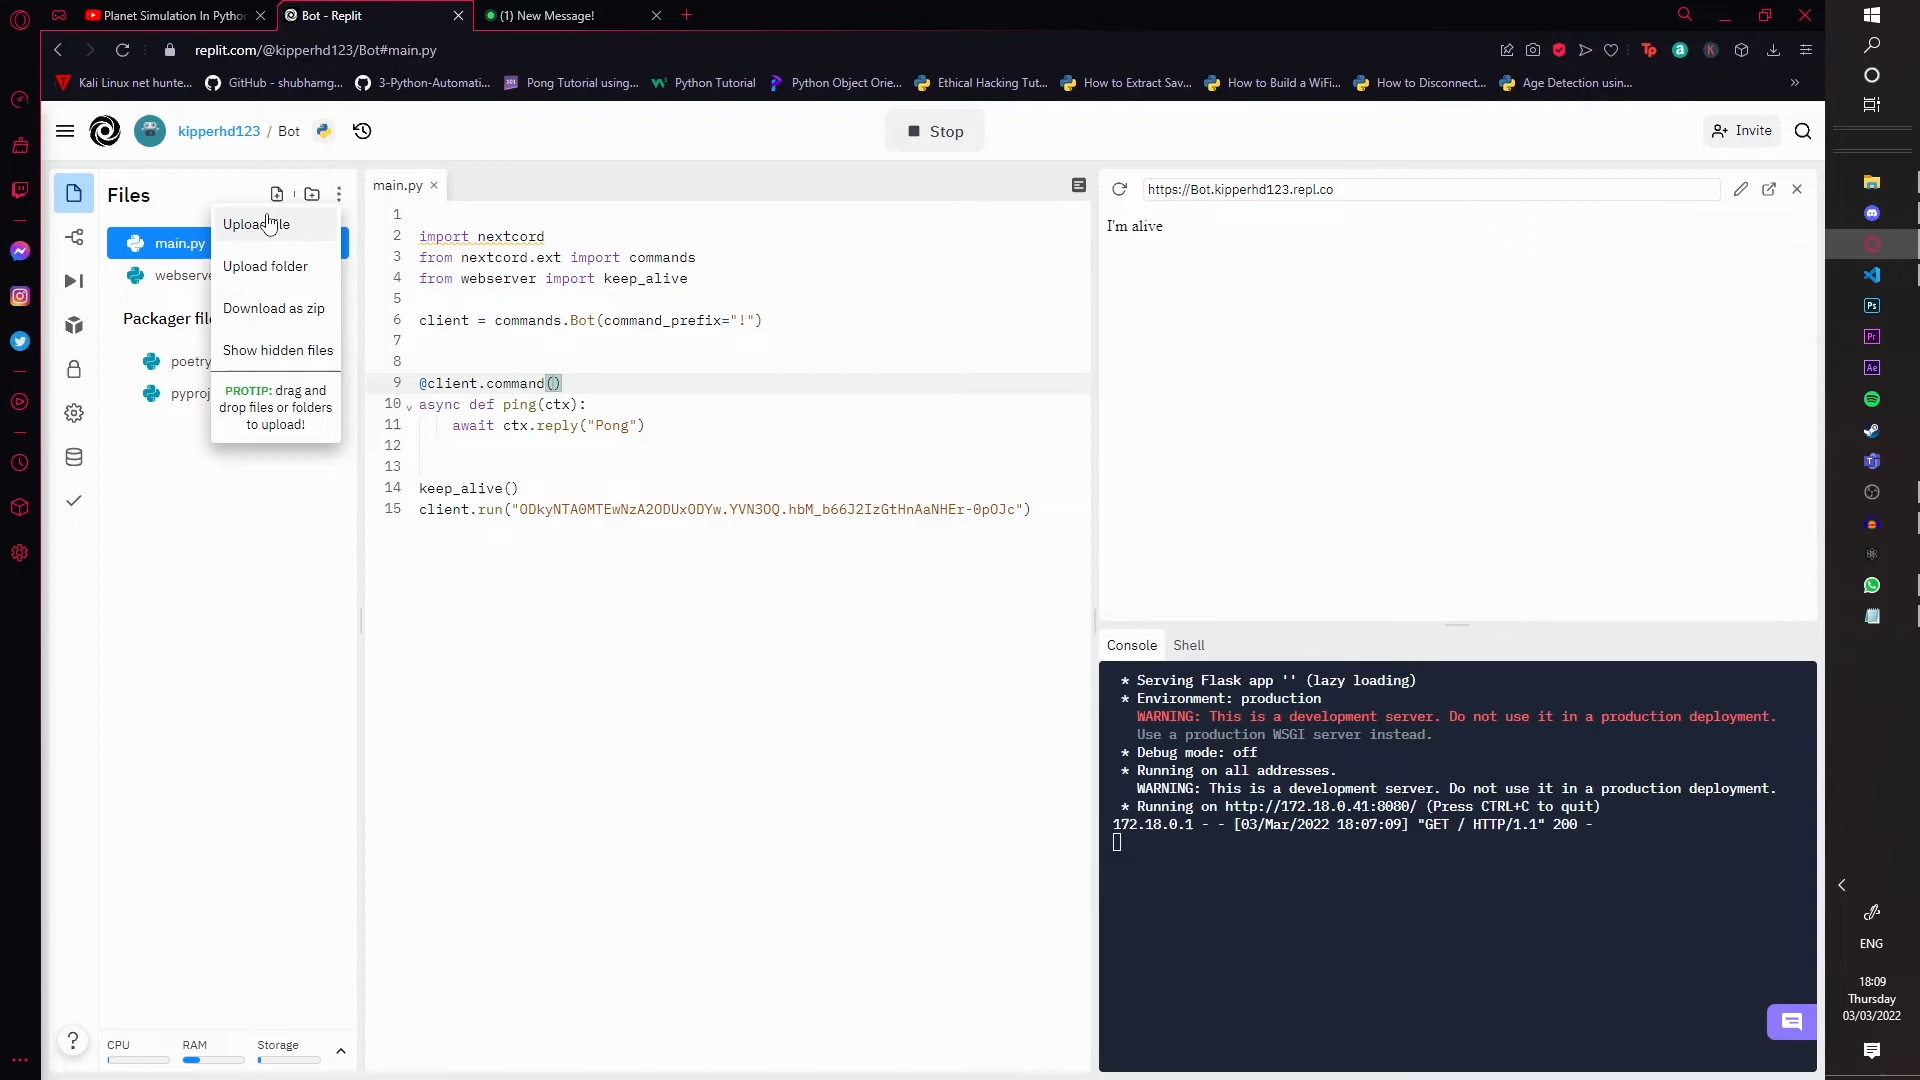 Planet Simulation In Python
Bot - Replit
(1) New Message!
replit.com/@kipperhd123/Bot#main.py
Kali Linux net hunte...
GitHub - shubhamg...
3-Python-Automati...
Pong Tutorial using...
Python Tutorial
Python Object Orie...
Ethical Hacking Tut...
How to Extract Sav...
How to Build a WiFi...
How to Disconnect...
Age Detection usin...
kipperhd123 / Bot
Stop
Invite
Files
Upload file
main.py
webserve
Upload folder
Download as zip
Packager file
Show hidden files
poetry
pyproj
PROTIP: drag and
drop files or folders
to upload!
main.py
1
2 import nextcord
3 from nextcord.ext import commands
4 from webserver import keep_alive
5
6 client = commands.Bot(command_prefix="!")
7
8
9 @client.command()
10 async def ping(ctx):
11 await ctx.reply("Pong")
12
13
14 keep_alive()
15 client.run("ODkyNTA0MTEwNzA2ODUxODYw.YVN3OQ.hbM_b66J2IzGtHnAaNHEr-0pOJc")
https://Bot.kipperhd123.repl.co
I'm alive
Console
Shell
* Serving Flask app '' (lazy loading)
* Environment: production
WARNING: This is a development server. Do not use it in a production deployment.
Use a production WSGI server instead.
* Debug mode: off
* Running on all addresses.
WARNING: This is a development server. Do not use it in a production deployment.
* Running on http://172.18.0.41:8080/ (Press CTRL+C to quit)
172.18.0.1 - - [03/Mar/2022 18:07:09] "GET / HTTP/1.1" 200 -
CPU
RAM
Storage
ENG
18:09
Thursday
03/03/2022